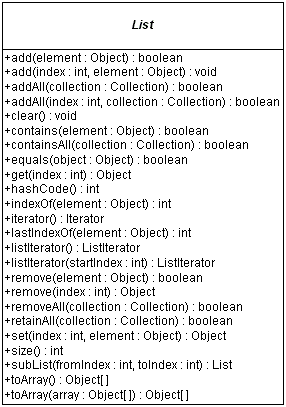 List
+add(element : Object) : boolean
+add(index : int, element : Object) : void
+addAll(collection : Collection) : boolean
+addAll(index : int, collection : Collection) : boolean
+clear() : void
+contains(element : Object) : boolean
+containsAll(collection : Collection) : boolean
+equals(object : Object) : boolean
+get(index : int) : Object
+hashCode() : int
+indexOf(element : Object) : int
+iterator() : Iterator
+lastIndexOf(element : Object) : int
+listIterator() : ListIterator
+listIterator(startIndex : int) : ListIterator
+remove(element : Object) : boolean
+remove(index : int) : Object
+removeAll(collection : Collection) : boolean
+retainAll(collection : Collection) : boolean
+set(index : int, element : Object) : Object
+size() : int
+subList(fromIndex : int, toIndex : int) : List
+toArray() : Object[ ]
+toArray(array : Object[ ]) : Object[ ]